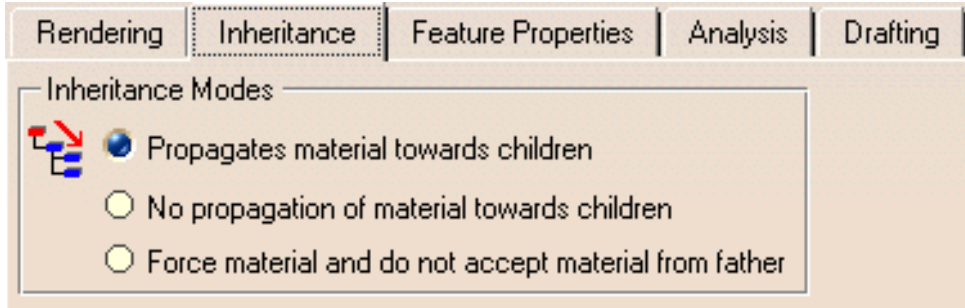 Rendering Inheritance Feature Properties Analysis Drafting
Inheritance Modes
Propagates material towards children
No propagation of material towards children
Force material and do not accept material from father